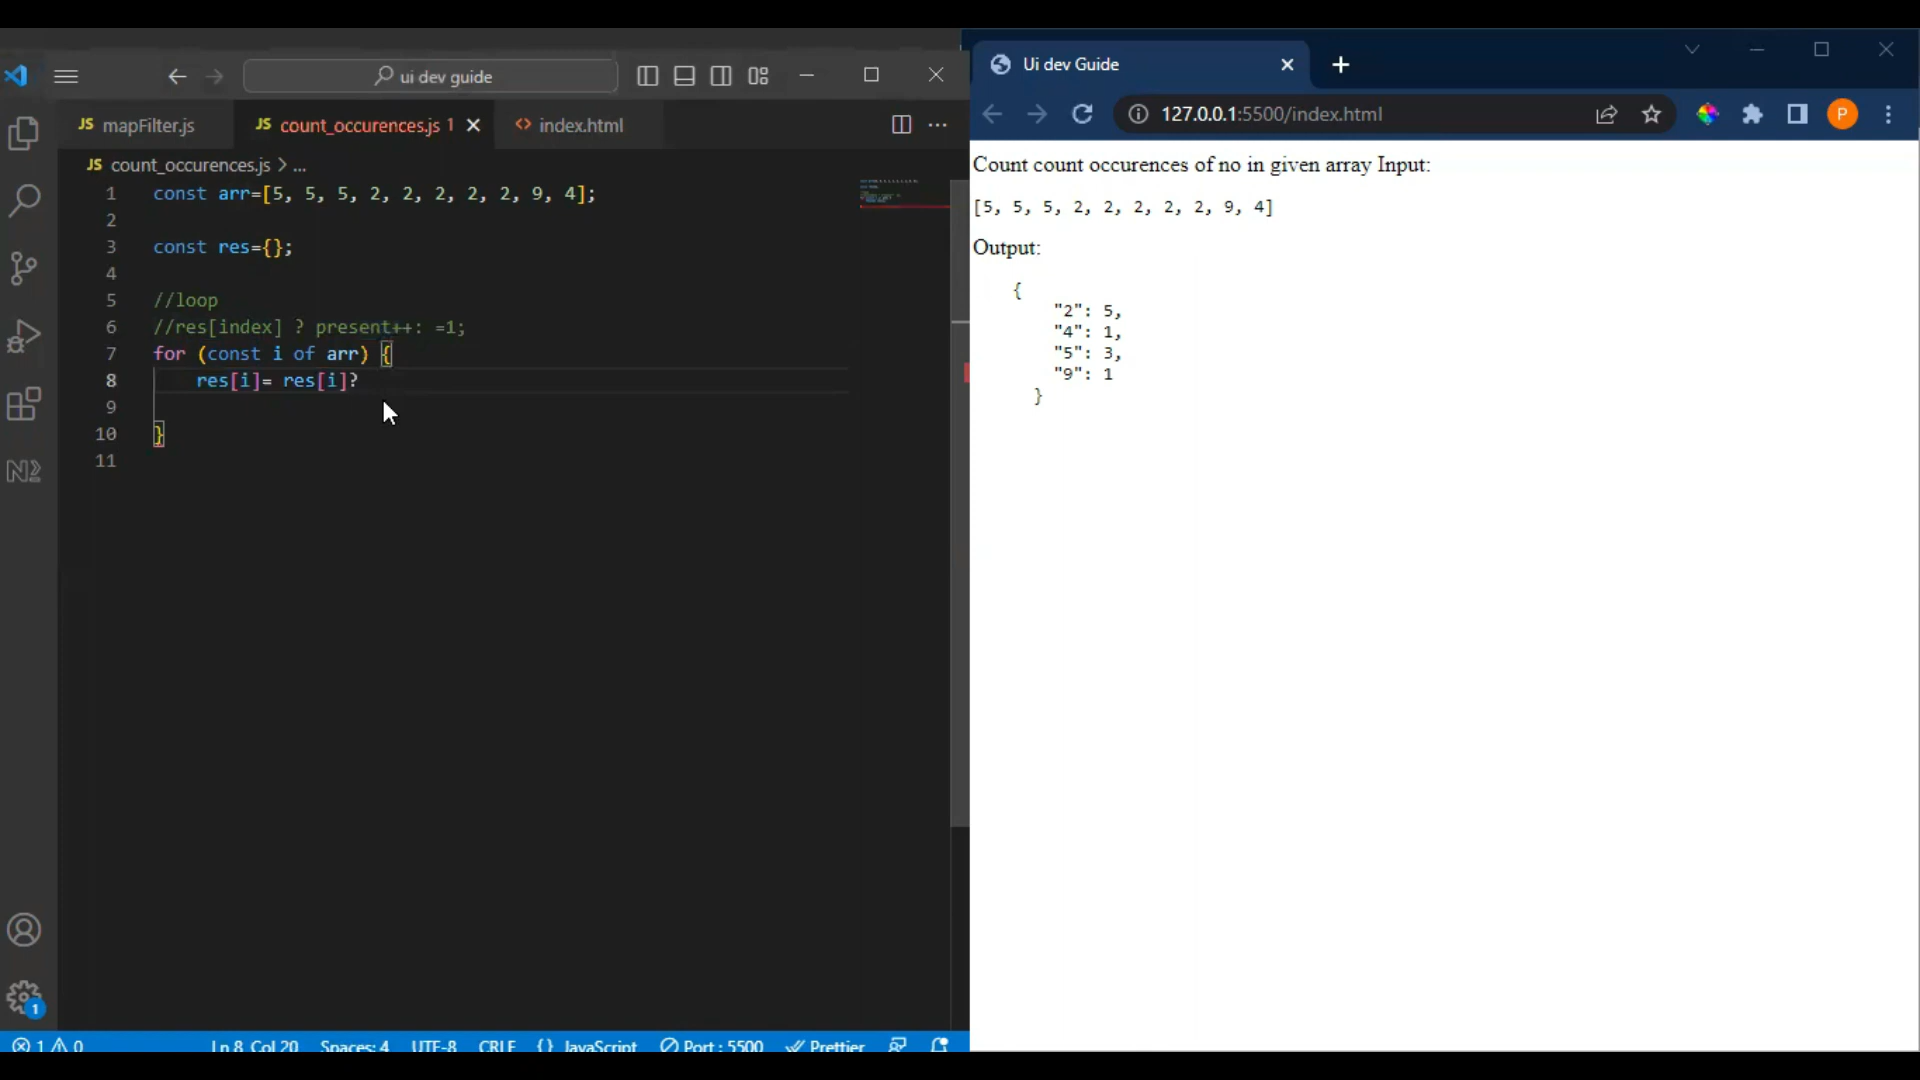 ui dev guide
JS mapFilter.js
JS count_occurences.js 1
<> index.html
JS count_occurences.js > ...
1 const arr=[5, 5, 5, 2, 2, 2, 2, 2, 9, 4];
2
3 const res={};
4
5 //loop
6 //res[index] ? present++: =1;
7 for (const i of arr) {
8 res[i]= res[i]?
9
10 }
11
1
1 0 Ln 8 Col 20 Spaces: 4 UTF-8 CRLF {} JavaScript Port : 5500 Prettier
Ui dev Guide
127.0.0.1:5500/index.html
P
Count count occurences of no in given array Input:
[5, 5, 5, 2, 2, 2, 2, 2, 9, 4]
Output:
{
"2": 5,
"4": 1,
"5": 3,
"9": 1
}